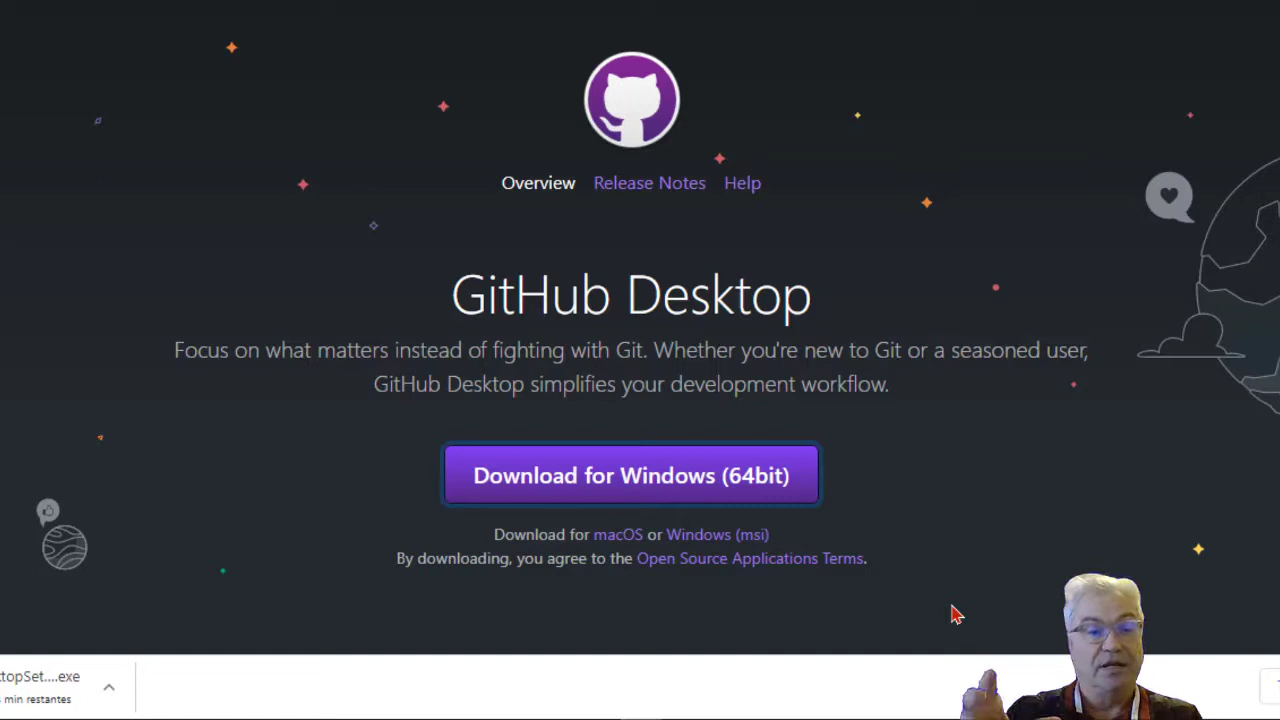 Overview Release Notes Help
GitHub Desktop
Focus on what matters instead of fighting with Git. Whether you're new to Git or a seasoned user,
GitHub Desktop simplifies your development workflow.
Download for Windows (64bit)
Download for macOS or Windows (msi)
By downloading, you agree to the Open Source Applications Terms.
topSet....exe
min restantes